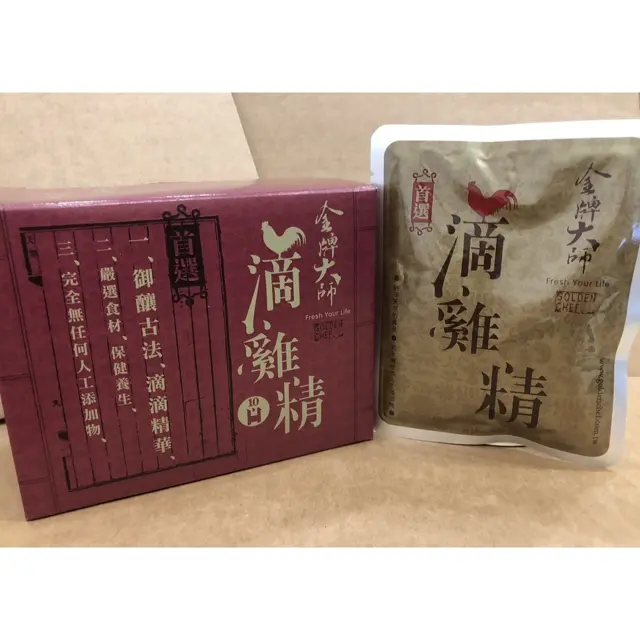 金牌大師
Fresh Your Life
GOLDEN
CHEF
滴雞精
10入
首選
一、御釀古法、滴滴精華、
二、嚴選食材、保健養生、
三、完全無任何人工添加物、
金牌大師
Fresh Your Life
GOLDEN
首選
滴雞精